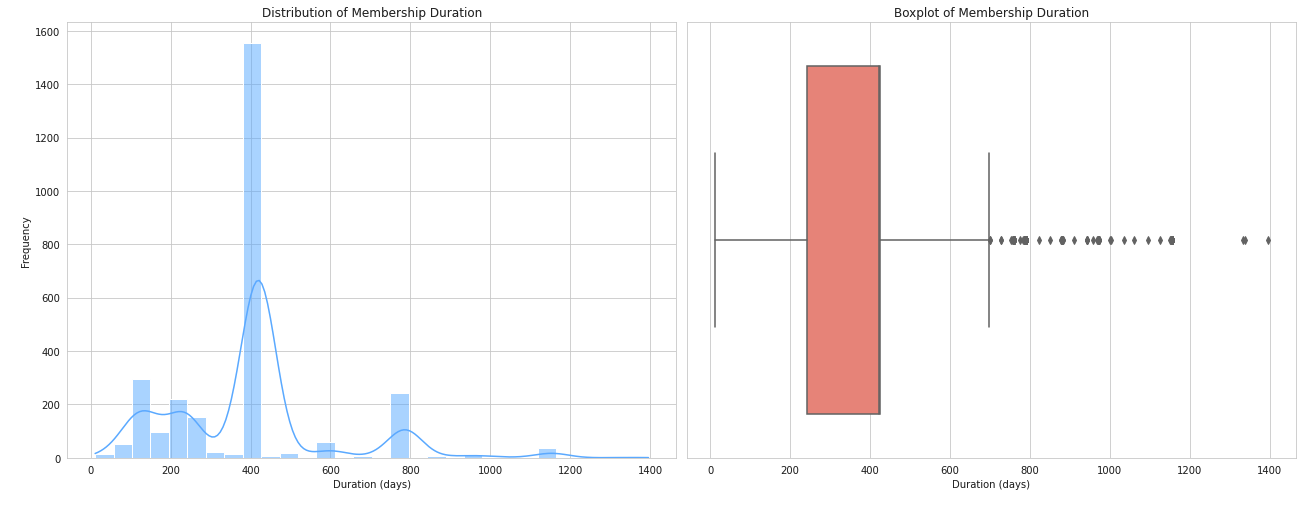 Distribution of Membership Duration
1600
1400
1200
1000
800
600
400
200
0
Frequency
0 200 400 600 800 1000 1200 1400
Duration (days)
Boxplot of Membership Duration
0 200 400 600 800 1000 1200 1400
Duration (days)